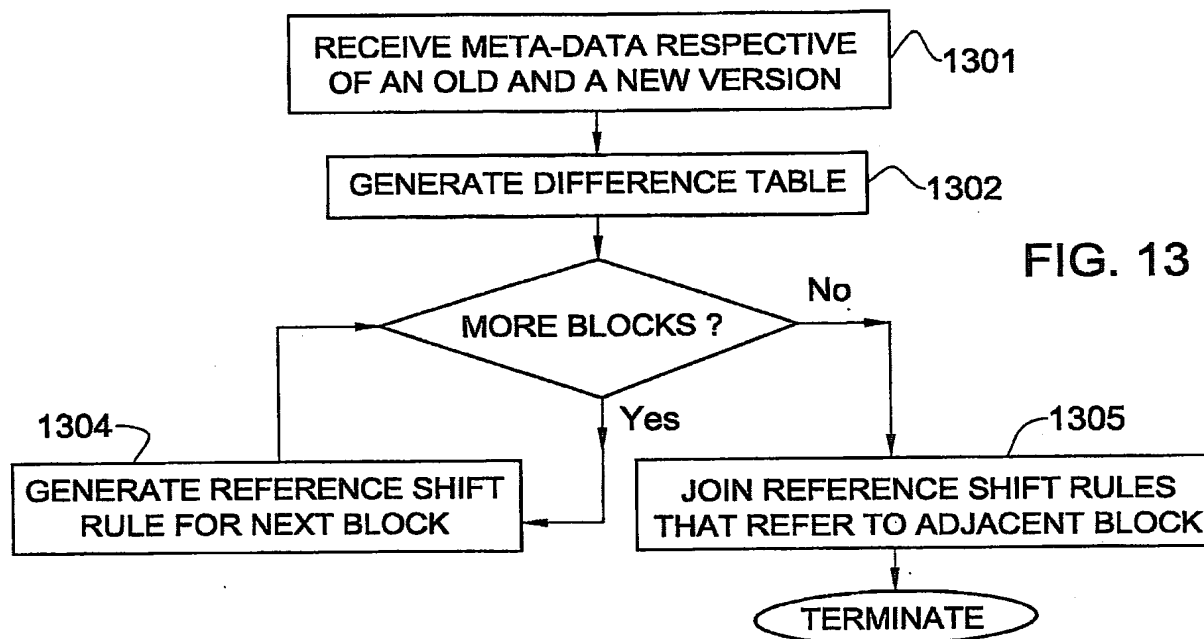 RECEIVE META-DATA RESPECTIVE
OF AN OLD AND A NEW VERSION
1301
GENERATE DIFFERENCE TABLE
1302
FIG. 13
MORE BLOCKS ?
No
Yes
1304
GENERATE REFERENCE SHIFT
RULE FOR NEXT BLOCK
1305
JOIN REFERENCE SHIFT RULES
THAT REFER TO ADJACENT BLOCK
TERMINATE